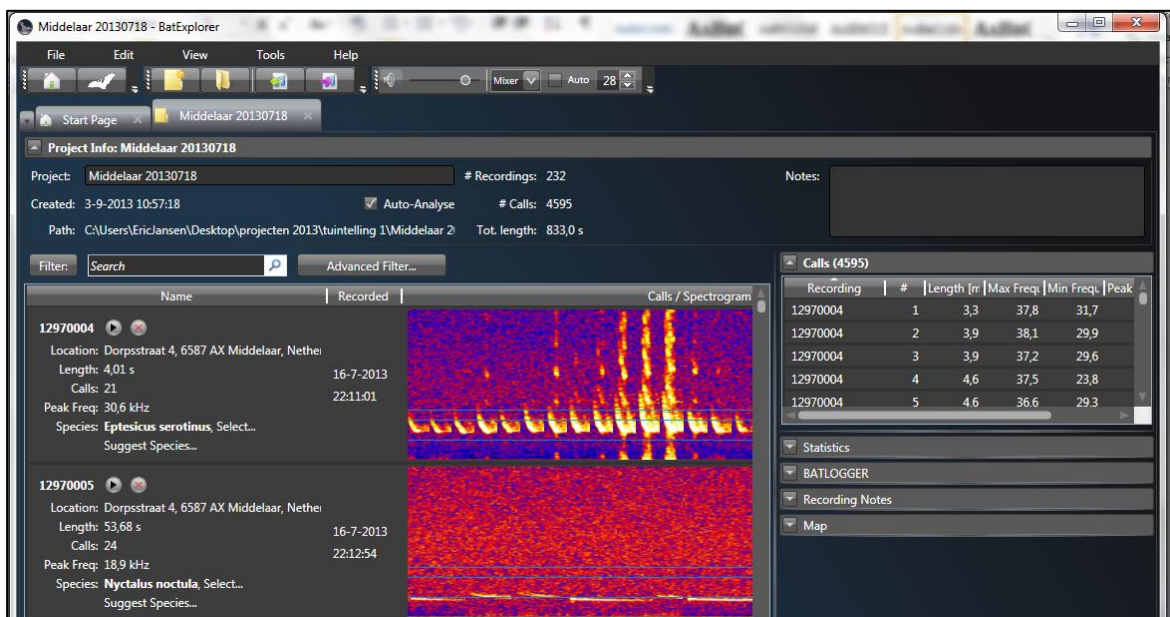 Middelaar 20130718 - BatExplorer
File Edit View Tools Help
Mixer Auto 28
Start Page Middelaar 20130718
Project Info: Middelaar 20130718
Project: Middelaar 20130718 # Recordings: 232 Notes:
Created: 3-9-2013 10:57:18 Auto-Analyse # Calls: 4595
Path: C:\Users\EricJansen\Desktop\projecten 2013\tuintelling 1\Middelaar 2 Tot. length: 833,0 s
Filter: Search Advanced Filter...
Name Recorded Calls / Spectrogram
12970004
Location: Dorpsstraat 4, 6587 AX Middelaar, Nether
Length: 4,01 s
Calls: 21
Peak Freq: 30,6 kHz
Species: Eptesicus serotinus, Select...
Suggest Species...
16-7-2013
22:11:01
12970005
Location: Dorpsstraat 4, 6587 AX Middelaar, Nether
Length: 53,68 s
Calls: 24
Peak Freq: 18,9 kHz
Species: Nyctalus noctula, Select...
Suggest Species...
16-7-2013
22:12:54
Calls (4595)
Recording # Length [m Max Frequ Min Frequ. Peak
12970004 1 3,3 37,8 31,7
12970004 2 3,9 38,1 29,9
12970004 3 3,9 37,2 29,6
12970004 4 4,6 37,5 23,8
12970004 5 4,6 36,6 29,3
Statistics
BATLOGGER
Recording Notes
Map